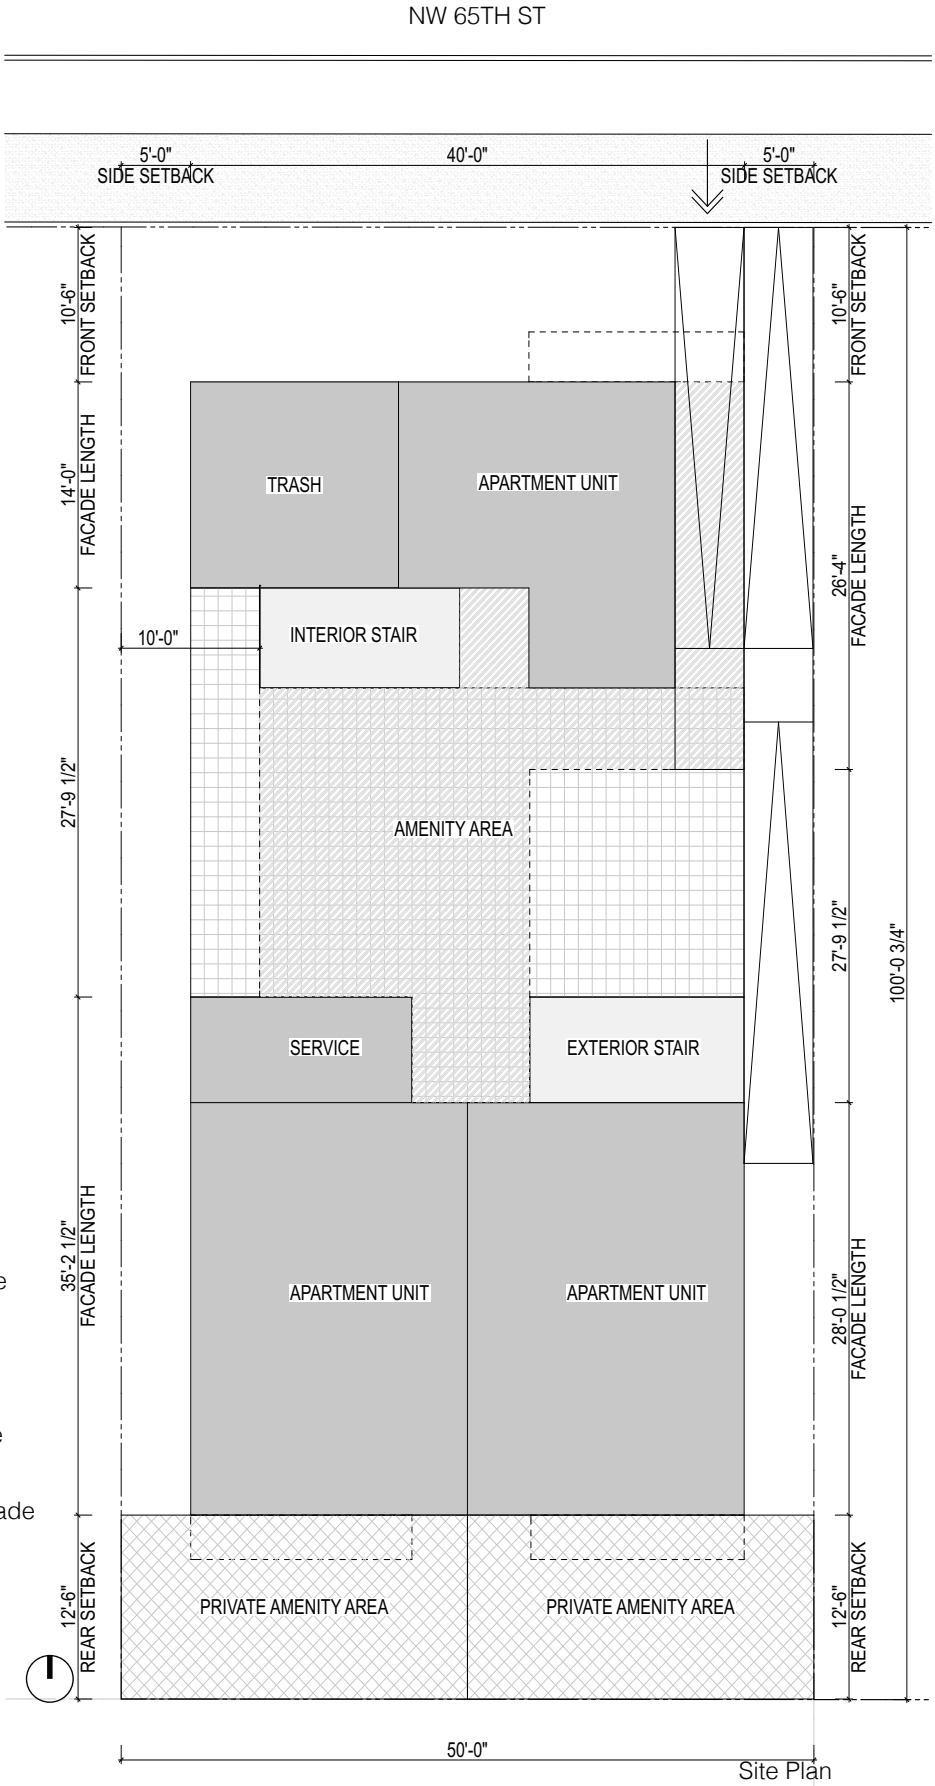 NW 65TH ST
5'-0"
40'-0"
5'-0"
SIDE SETBACK
SIDE SETBACK
10'-6"
FRONT SETBACK
10'-6"
FRONT SETBACK
14'-0"
FACADE LENGTH
TRASH
APARTMENT UNIT
26'-4"
FACADE LENGTH
10'-0"
INTERIOR STAIR
27'-9 1/2"
AMENITY AREA
27'-9 1/2"
100'-0 3/4"
SERVICE
EXTERIOR STAIR
35'-2 1/2"
FACADE LENGTH
APARTMENT UNIT
APARTMENT UNIT
28'-0 1/2"
FACADE LENGTH
e
e
ade
12'-6"
REAR SETBACK
PRIVATE AMENITY AREA
PRIVATE AMENITY AREA
12'-6"
REAR SETBACK
50'-0"
Site Plan